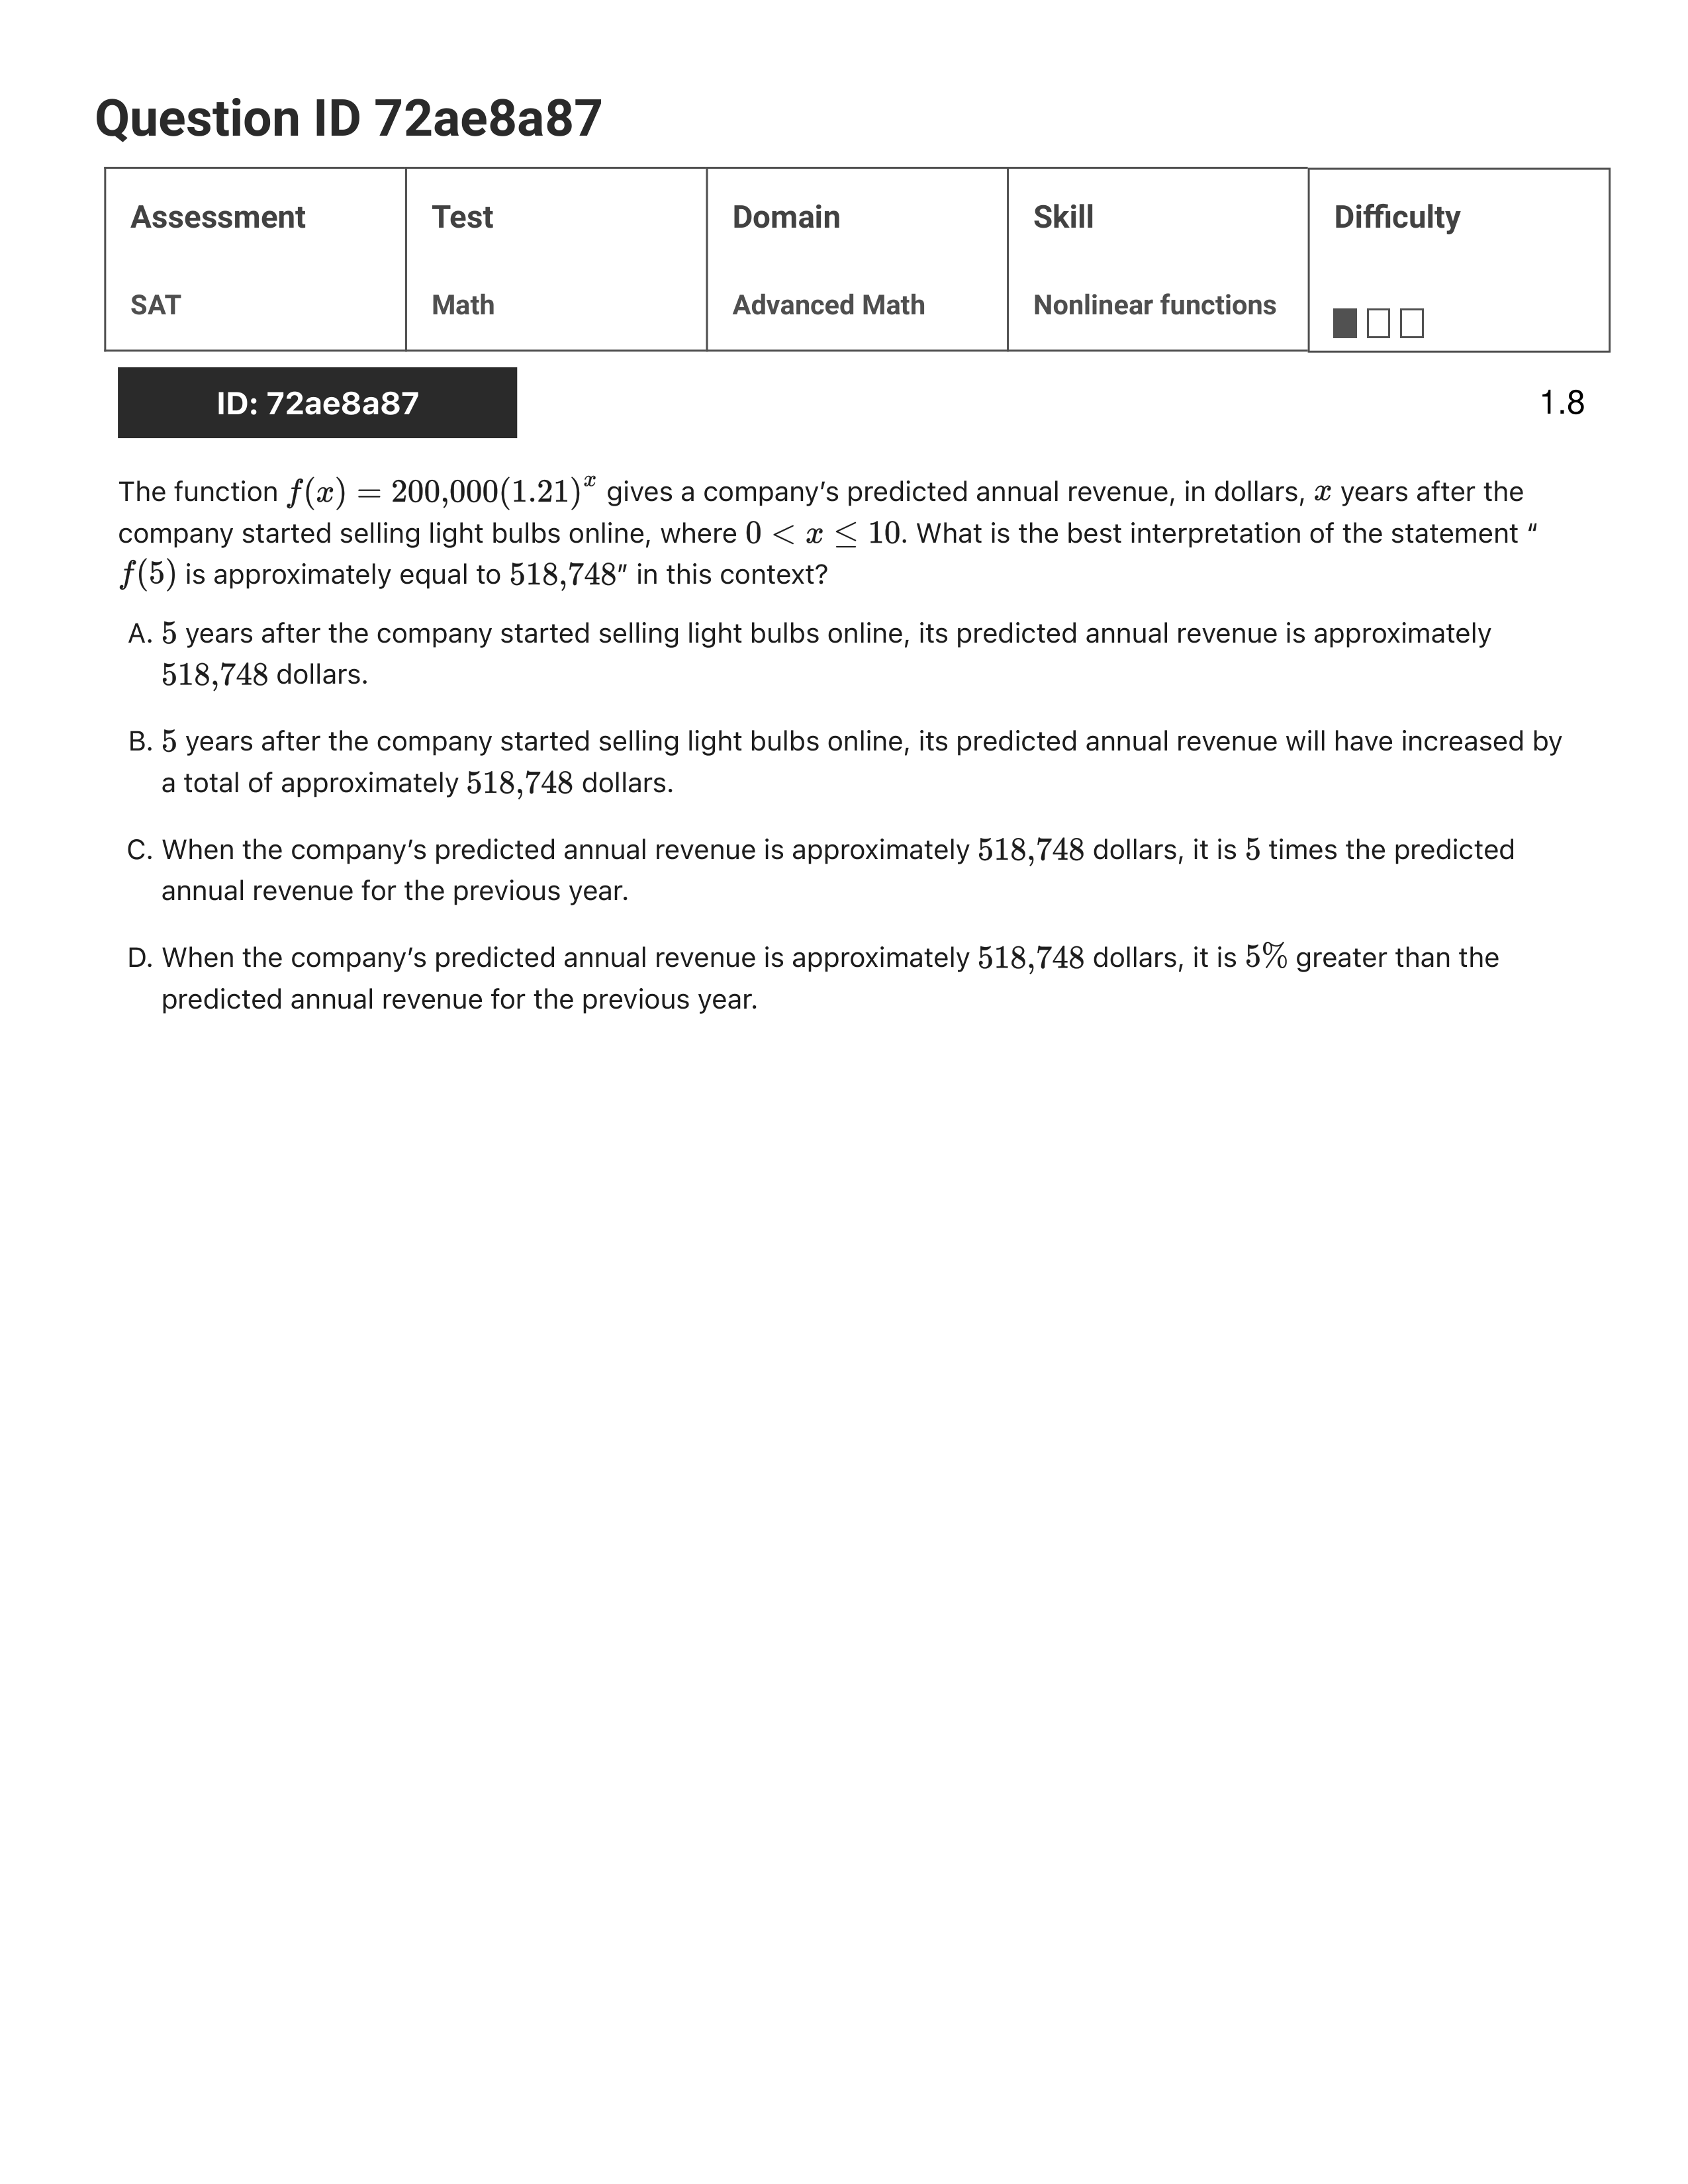 Question ID 72ae8a87
Assessment Test Domain Skill Difficulty
SAT Math Advanced Math Nonlinear functions
ID: 72ae8a87 1.8
The function f(x) = 200,000(1.21)^x gives a company’s predicted annual revenue, in dollars, x years after the
company started selling light bulbs online, where 0 < x ≤ 10. What is the best interpretation of the statement “
f(5) is approximately equal to 518,748” in this context?
A. 5 years after the company started selling light bulbs online, its predicted annual revenue is approximately
518,748 dollars.
B. 5 years after the company started selling light bulbs online, its predicted annual revenue will have increased by
a total of approximately 518,748 dollars.
C. When the company’s predicted annual revenue is approximately 518,748 dollars, it is 5 times the predicted
annual revenue for the previous year.
D. When the company’s predicted annual revenue is approximately 518,748 dollars, it is 5% greater than the
predicted annual revenue for the previous year.